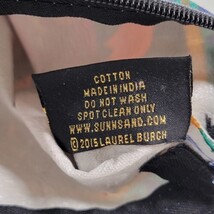 COTTON
MADE IN INDIA
DO NOT WASH
SPOT CLEAN ONLY
WWW.SUNNSAND.COM
©2015 LAUREL BURCH